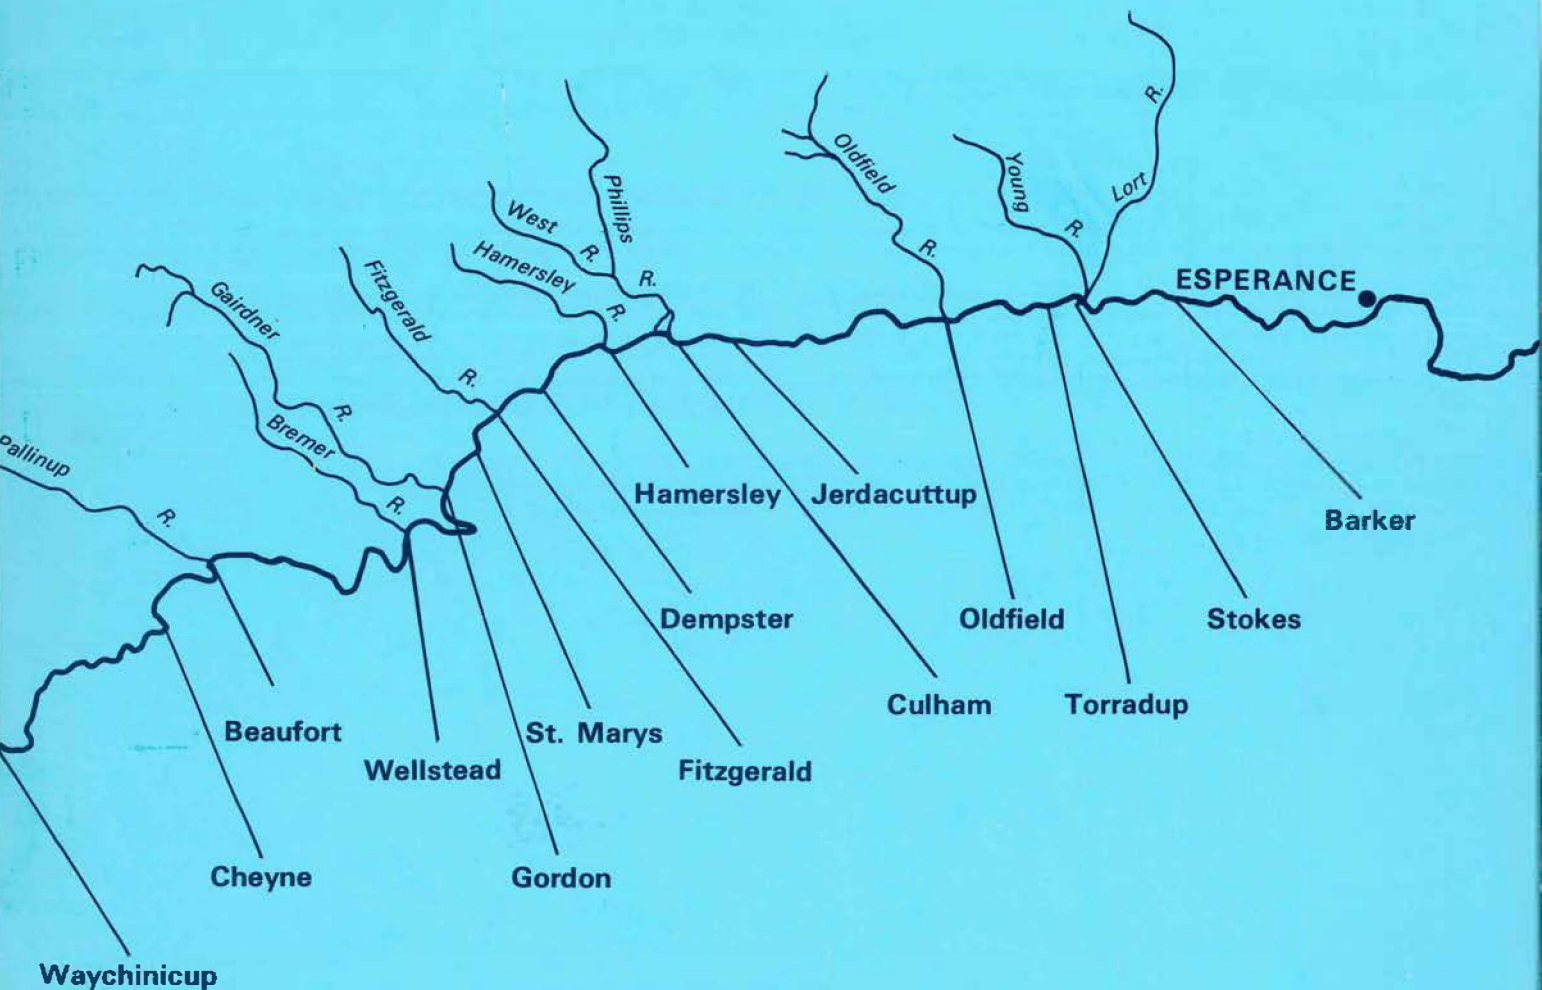 R.
Lort
Oldfield
R.
Young
R.
Phillips
R.
West
R.
Hamersley
R.
ESPERANCE
Fitzgerald
R.
Gairdner
R.
Bremer
R.
Pallinup
R.
Hamersley
Jerdacuttup
Barker
Dempster
Oldfield
Stokes
Culham
Torradup
Beaufort
St. Marys
Wellstead
Fitzgerald
Cheyne
Gordon
Waychinicup